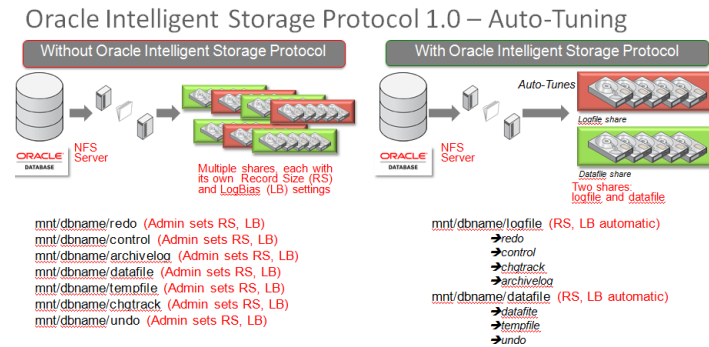 Oracle Intelligent Storage Protocol 1.0 – Auto-Tuning
Without Oracle Intelligent Storage Protocol
NFS
Server
ORACLE
DATABASE
Multiple shares, each with
its own Record Size (RS)
and LogBias (LB) settings
mnt/dbname/redo (Admin sets RS, LB)
mnt/dbname/control (Admin sets RS, LB)
mnt/dbname/archivelog (Admin sets RS, LB)
mnt/dbname/datafile (Admin sets RS, LB)
mnt/dbname/tempfile (Admin sets RS, LB)
mnt/dbname/chgtrack (Admin sets RS, LB)
mnt/dbname/undo (Admin sets RS, LB)
With Oracle Intelligent Storage Protocol
Auto-Tunes
Logfile share
NFS
Server
ORACLE
DATABASE
Datafile share
Two shares:
logfile and datafile
mnt/dbname/logfile (RS, LB automatic)
➔redo
➔control
➔chgtrack
➔archivelog
mnt/dbname/datafile (RS, LB automatic)
➔datafite
➔tempfile
➔undo